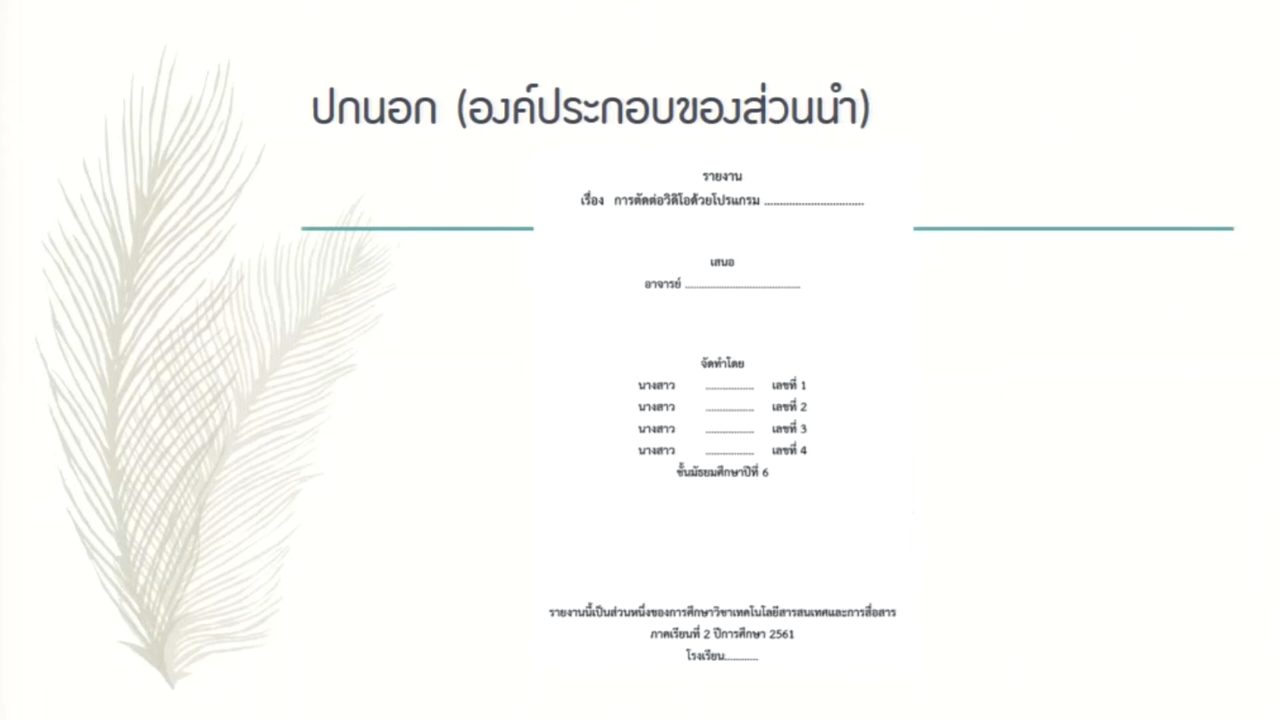 ปกนอก (องค์ประกอบของส่วนนำ)
รายงาน
เรื่อง การตัดต่อวิดิโอด้วยโปรแกรม .................................
เสนอ
อาจารย์ .......................................
จัดทำโดย
นางสาว .................. เลขที่ 1
นางสาว .................. เลขที่ 2
นางสาว .................. เลขที่ 3
นางสาว .................. เลขที่ 4
ชั้นมัธยมศึกษาปีที่ 6
รายงานนี้เป็นส่วนหนึ่งของการศึกษาวิชาเทคโนโลยีสารสนเทศและการสื่อสาร
ภาคเรียนที่ 2 ปีการศึกษา 2561
โรงเรียน............